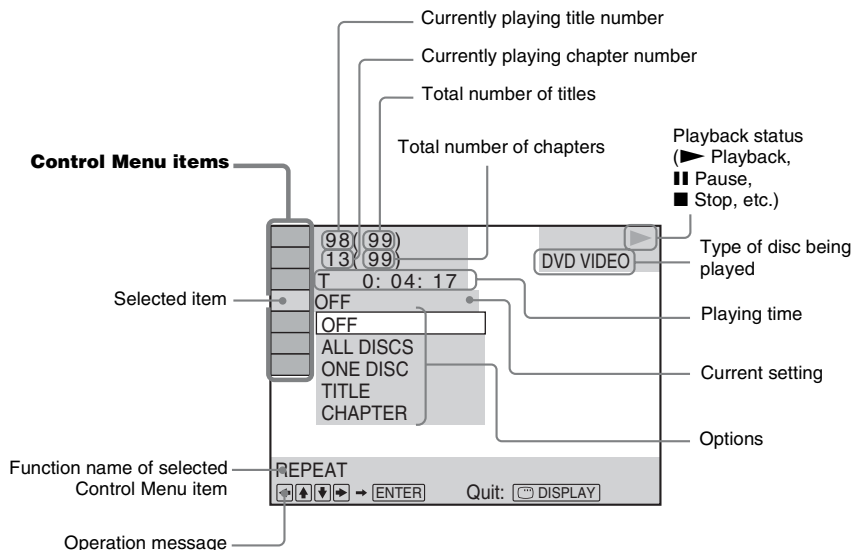 Currently playing title number
Currently playing chapter number
Total number of titles
Total number of chapters
Playback status
(► Playback,
❚❚ Pause,
■ Stop, etc.)
Control Menu items
98( 99)
13( 99)
T 0: 04: 17
OFF
OFF
ALL DISCS
ONE DISC
TITLE
CHAPTER
DVD VIDEO
Type of disc being
played
Selected item
Playing time
Current setting
Options
Function name of selected
Control Menu item
REPEAT
← ↑ ↓ → → ENTER Quit: DISPLAY
Operation message